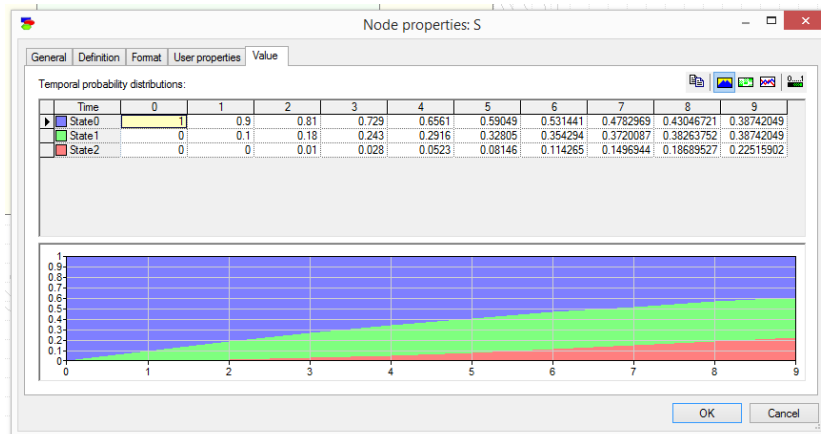 Node properties: S
General Definition Format User properties Value
Temporal probability distributions:
Time 0 1 2 3 4 5 6 7 8 9
State0 1 0.9 0.81 0.729 0.6561 0.59049 0.531441 0.4782969 0.43046721 0.38742049
State1 0 0.1 0.18 0.243 0.2916 0.32805 0.354294 0.3720087 0.38263752 0.38742049
State2 0 0 0.01 0.028 0.0523 0.08146 0.114265 0.1496944 0.18689527 0.22515902
1
0.9
0.8
0.7
0.6
0.5
0.4
0.3
0.2
0.1
0
0 1 2 3 4 5 6 7 8 9
OK Cancel